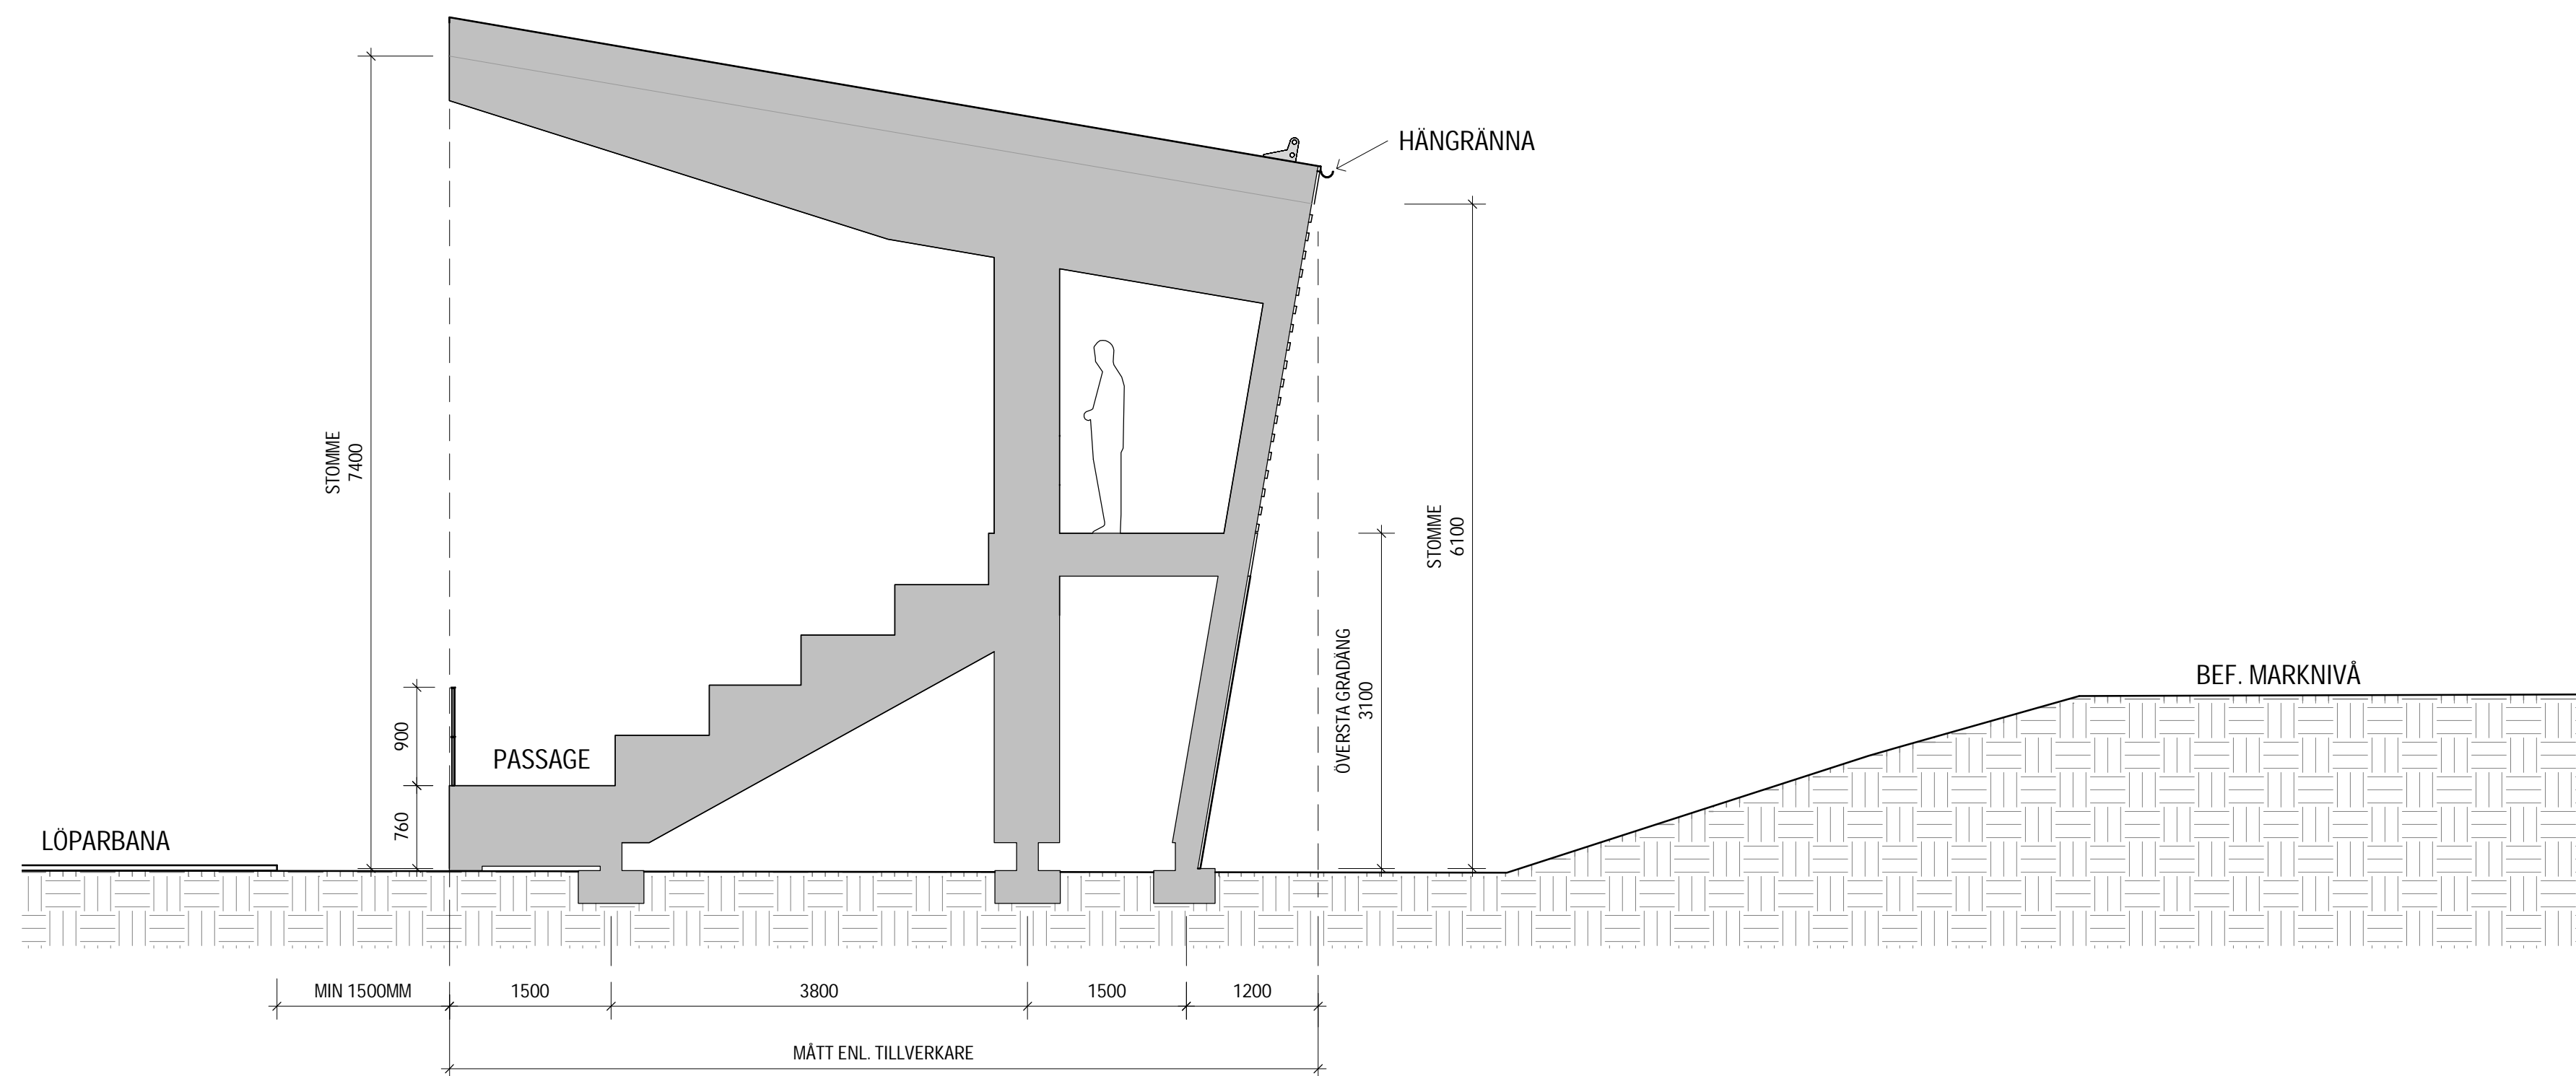 HÄNGRÄNNA
STOMME
7400
STOMME
6100
ÖVERSTA GRADÄNG
3100
BEF. MARKNIVÅ
900
PASSAGE
760
LÖPARBANA
MIN 1500MM
1500
3800
1500
1200
MÅTT ENL. TILLVERKARE